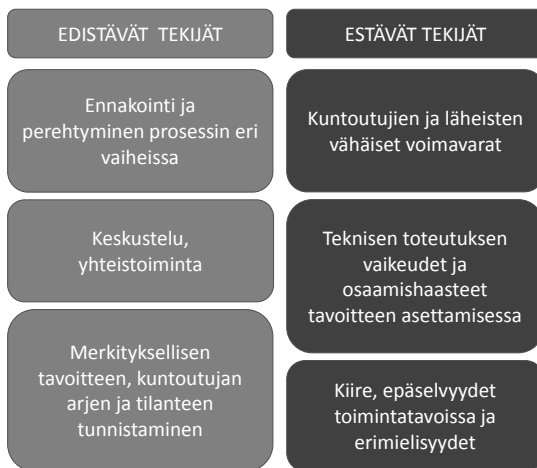 EDISTÄVÄT TEKIJÄT
Ennakointi ja
perehtyminen prosessin eri
vaiheissa
Keskustelu,
yhteistoiminta
Merkityksellisen
tavoitteen, kuntoutujan
arjen ja tilanteen
tunnistaminen
ESTÄVÄT TEKIJÄT
Kuntoutujien ja läheisten
vähäiset voimavarat
Teknisen toteutuksen
vaikeudet ja
osaamishaasteet
tavoitteen asettamisessa
Kiire, epäselvyydet
toimintatavoissa ja
erimielisyydet